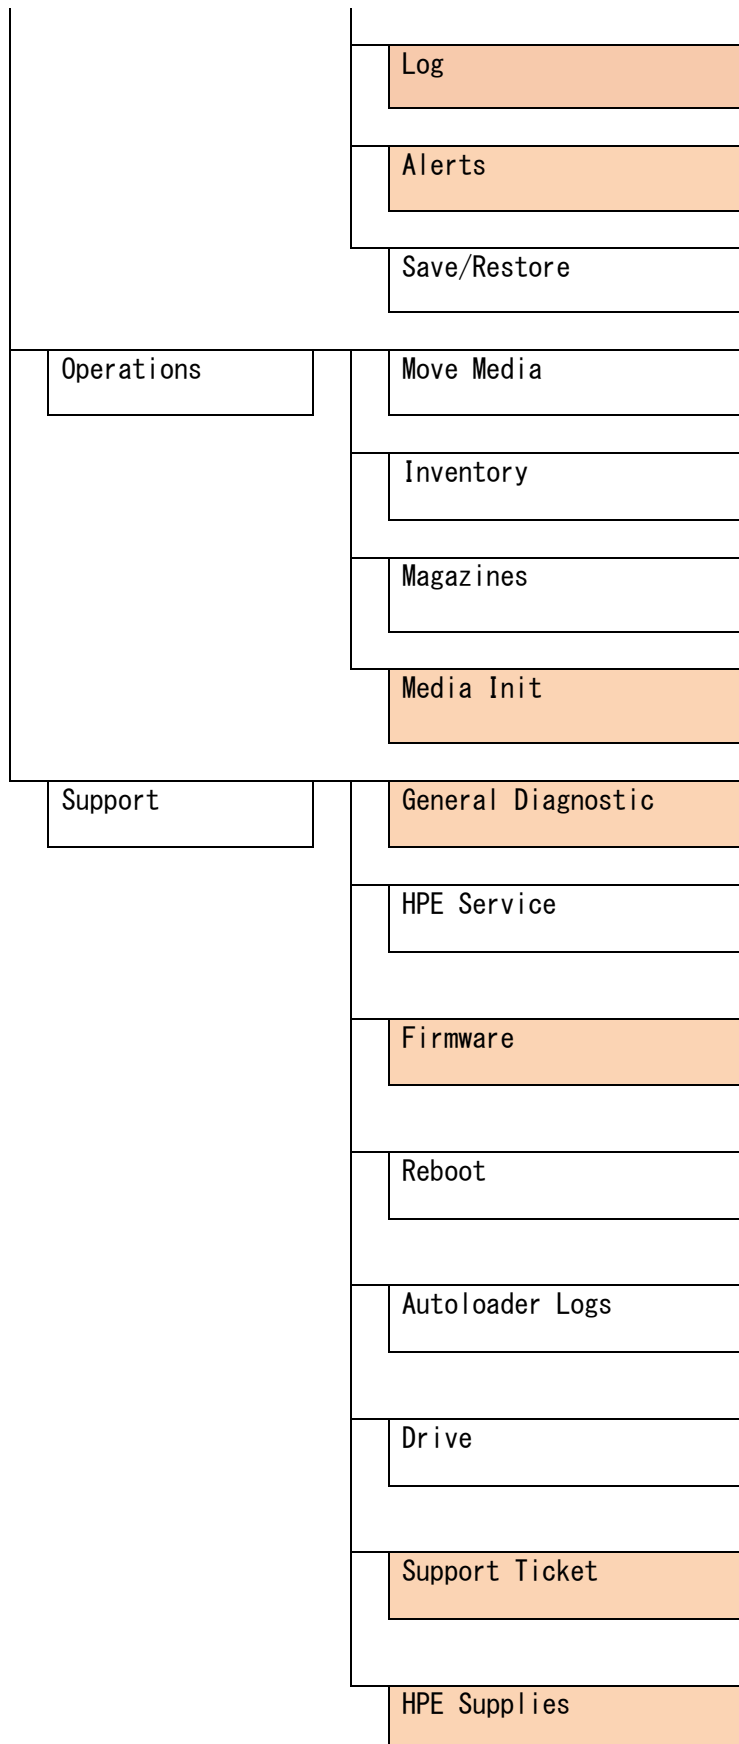 Log
Alerts
Save/Restore
Operations
Move Media
Inventory
Magazines
Media Init
Support
General Diagnostic
HPE Service
Firmware
Reboot
Autoloader Logs
Drive
Support Ticket
HPE Supplies